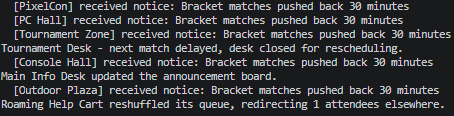 [PixelCon] received notice: Bracket matches pushed back 30 minutes
[PC Hall] received notice: Bracket matches pushed back 30 minutes
[Tournament Zone] received notice: Bracket matches pushed back 30 minutes
Tournament Desk - next match delayed, desk closed for rescheduling.
[Console Hall] received notice: Bracket matches pushed back 30 minutes
Main Info Desk updated the announcement board.
[Outdoor Plaza] received notice: Bracket matches pushed back 30 minutes
Roaming Help Cart reshuffled its queue, redirecting 1 attendees elsewhere.